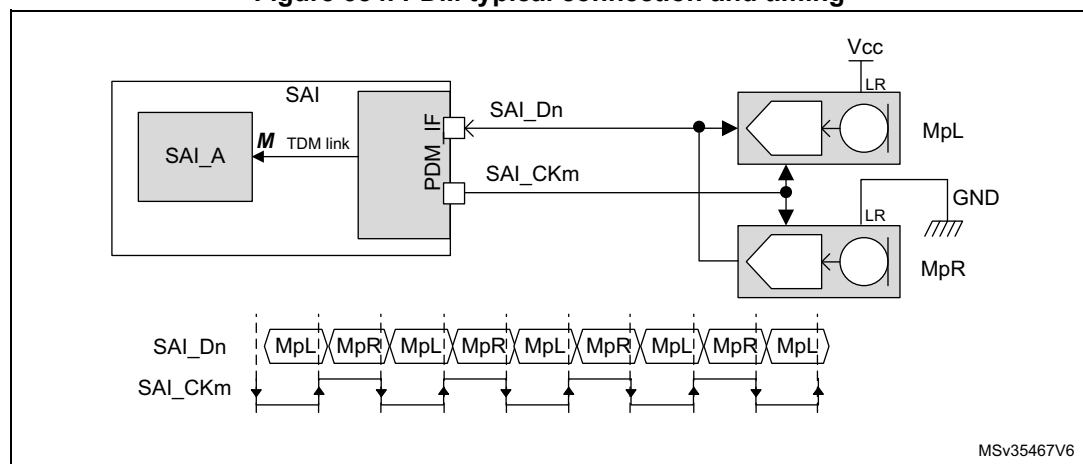 SAI
SAI_A
M
TDM link
PDM_IF
SAI_Dn
SAI_CKm
Vcc
LR
MpL
GND
LR
MpR
SAI_Dn
MpL MpR MpL MpR MpL MpR MpL MpR MpL
SAI_CKm
MSv35467V6